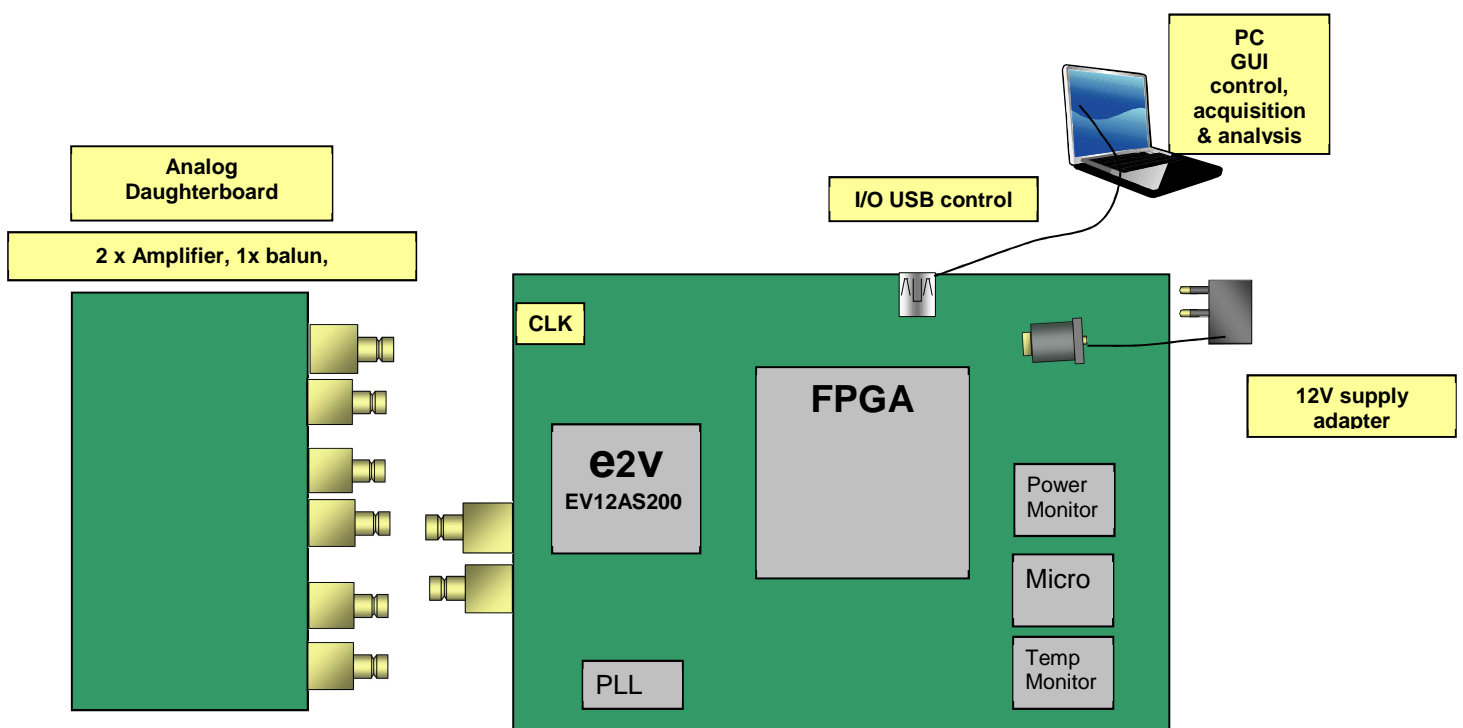 PC
GUI
control,
acquisition
& analysis
Analog
Daughterboard
I/O USB control
2 x Amplifier, 1x balun,
CLK
FPGA
12V supply
adapter
e2v
EV12AS200
Power
Monitor
Micro
Temp
Monitor
PLL